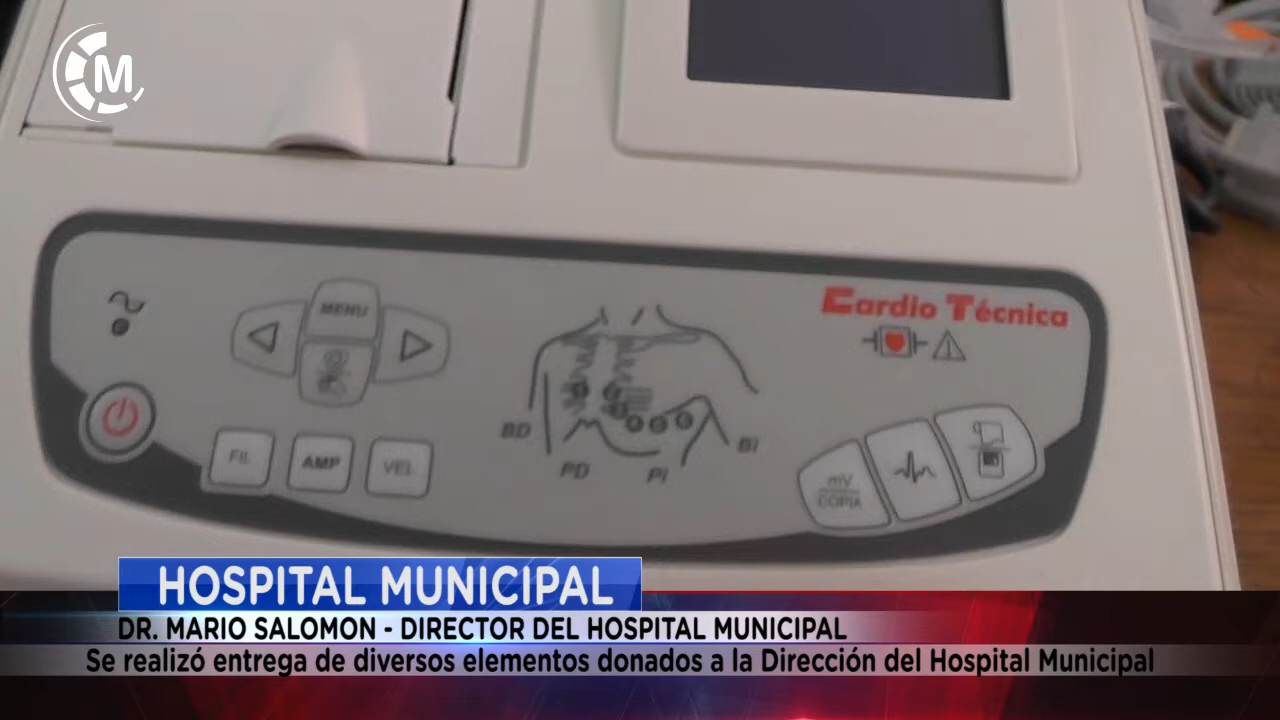 M
MENU
Cardio Técnica
BD
BI
PD
PI
FIL
AMP
VEL
mV
COPIA
HOSPITAL MUNICIPAL
DR. MARIO SALOMON - DIRECTOR DEL HOSPITAL MUNICIPAL
Se realizó entrega de diversos elementos donados a la Dirección del Hospital Municipal